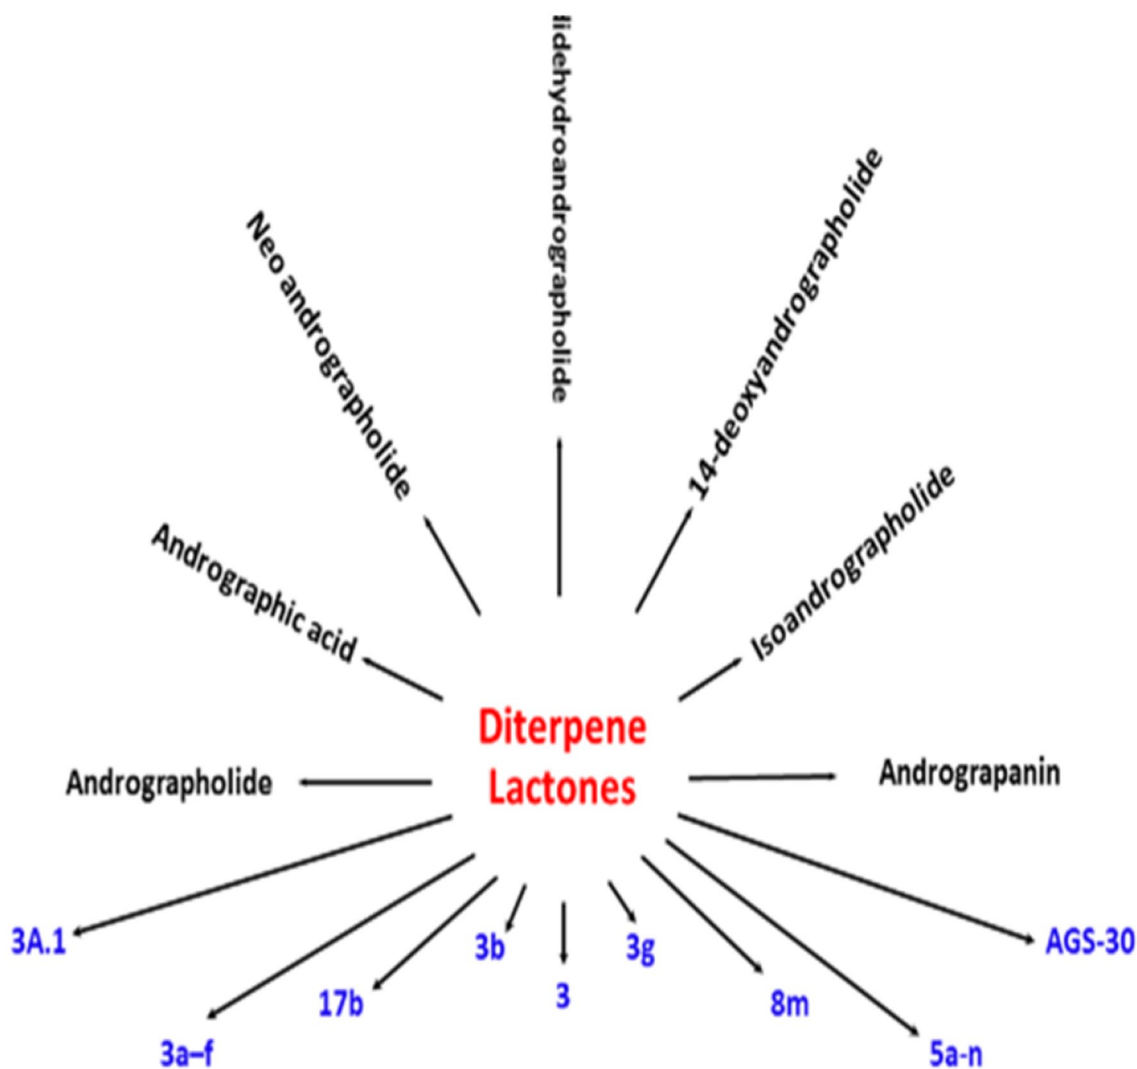 Neo andrographolide
14-deoxyandrographolide
Andrographic acid
Isoandrographolide
Diterpene
Lactones
Andrographolide
Andrograpanin
3A.1
3a–f
17b
3b
3
3g
8m
5a-n
AGS-30